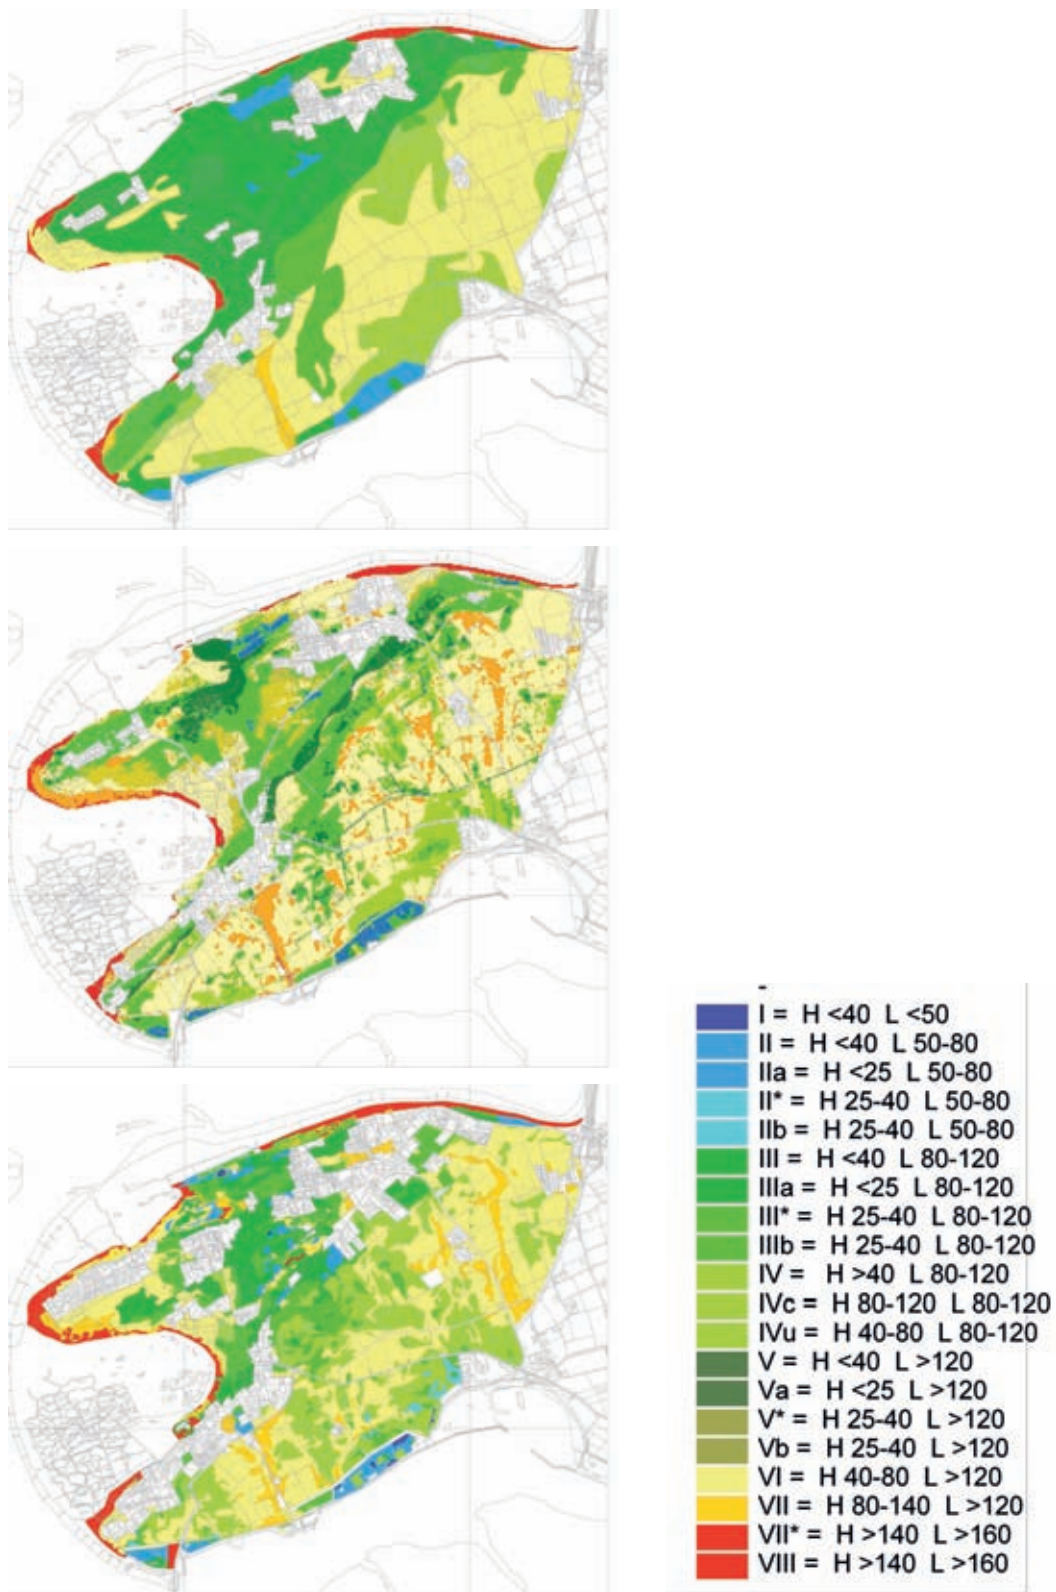 -
I = H <40 L <50
II = H <40 L 50-80
IIa = H <25 L 50-80
II* = H 25-40 L 50-80
IIb = H 25-40 L 50-80
III = H <40 L 80-120
IIIa = H <25 L 80-120
III* = H 25-40 L 80-120
IIIb = H 25-40 L 80-120
IV = H >40 L 80-120
IVc = H 80-120 L 80-120
IVu = H 40-80 L 80-120
V = H <40 L >120
Va = H <25 L >120
V* = H 25-40 L >120
Vb = H 25-40 L >120
VI = H 40-80 L >120
VII = H 80-140 L >120
VII* = H >140 L >160
VIII = H >140 L >160